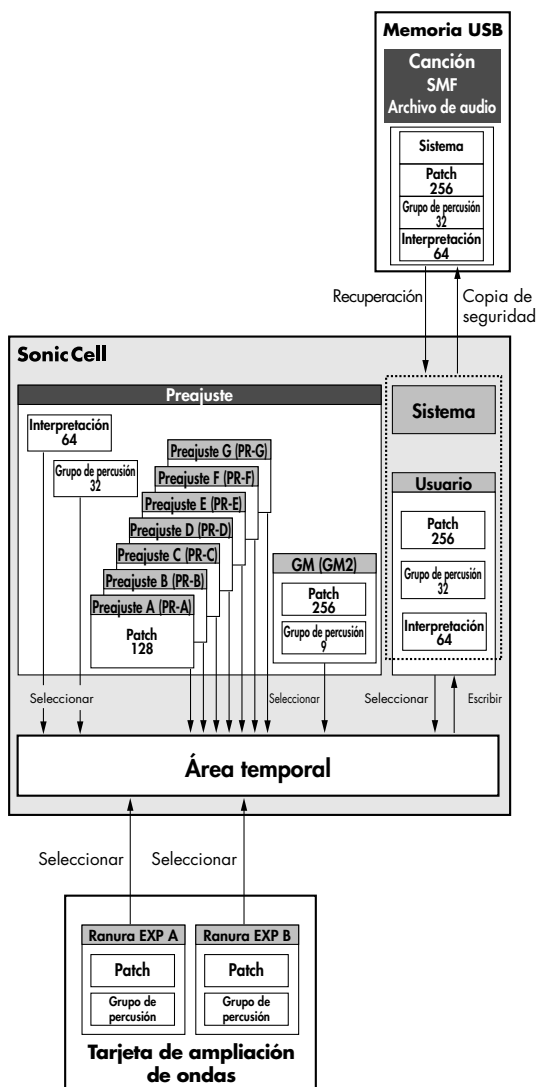 Memoria USB
Canción
SMF
Archivo de audio
Sistema
Patch
256
Grupo de percusión
32
Interpretación
64
Recuperación
Copia de
seguridad
SonicCell
Preajuste
Interpretación
64
Grupo de percusión
32
Preajuste G (PR-G)
Preajuste F (PR-F)
Preajuste E (PR-E)
Preajuste D (PR-D)
Preajuste C (PR-C)
Preajuste B (PR-B)
Preajuste A (PR-A)
Patch
128
GM (GM2)
Patch
256
Grupo de percusión
9
Sistema
Usuario
Patch
256
Grupo de percusión
32
Interpretación
64
Seleccionar
Seleccionar
Seleccionar
Escribir
Área temporal
Seleccionar
Seleccionar
Ranura EXP A
Patch
Grupo de
percusión
Ranura EXP B
Patch
Grupo de
percusión
Tarjeta de ampliación
de ondas